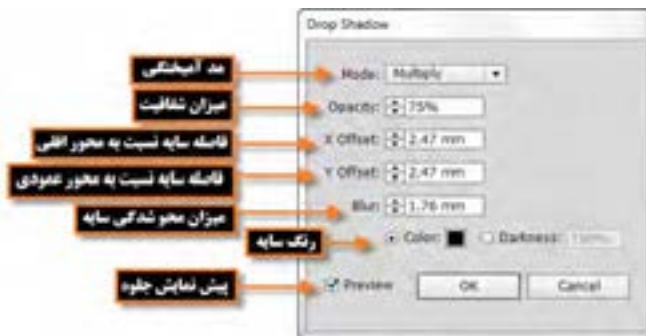 Drop Shadow
مد آمیختگی
Mode: Multiply
میزان شفافیت
Opacity: 75%
فاصله سایه نسبت به محور افقی
X Offset: 2.47 mm
فاصله سایه نسبت به محور عمودی
Y Offset: 2.47 mm
میزان محو شدگی سایه
Blur: 1.76 mm
رنگ سایه
Color: Darkness: 100%
پیش نمایش جلوه
Preview OK Cancel